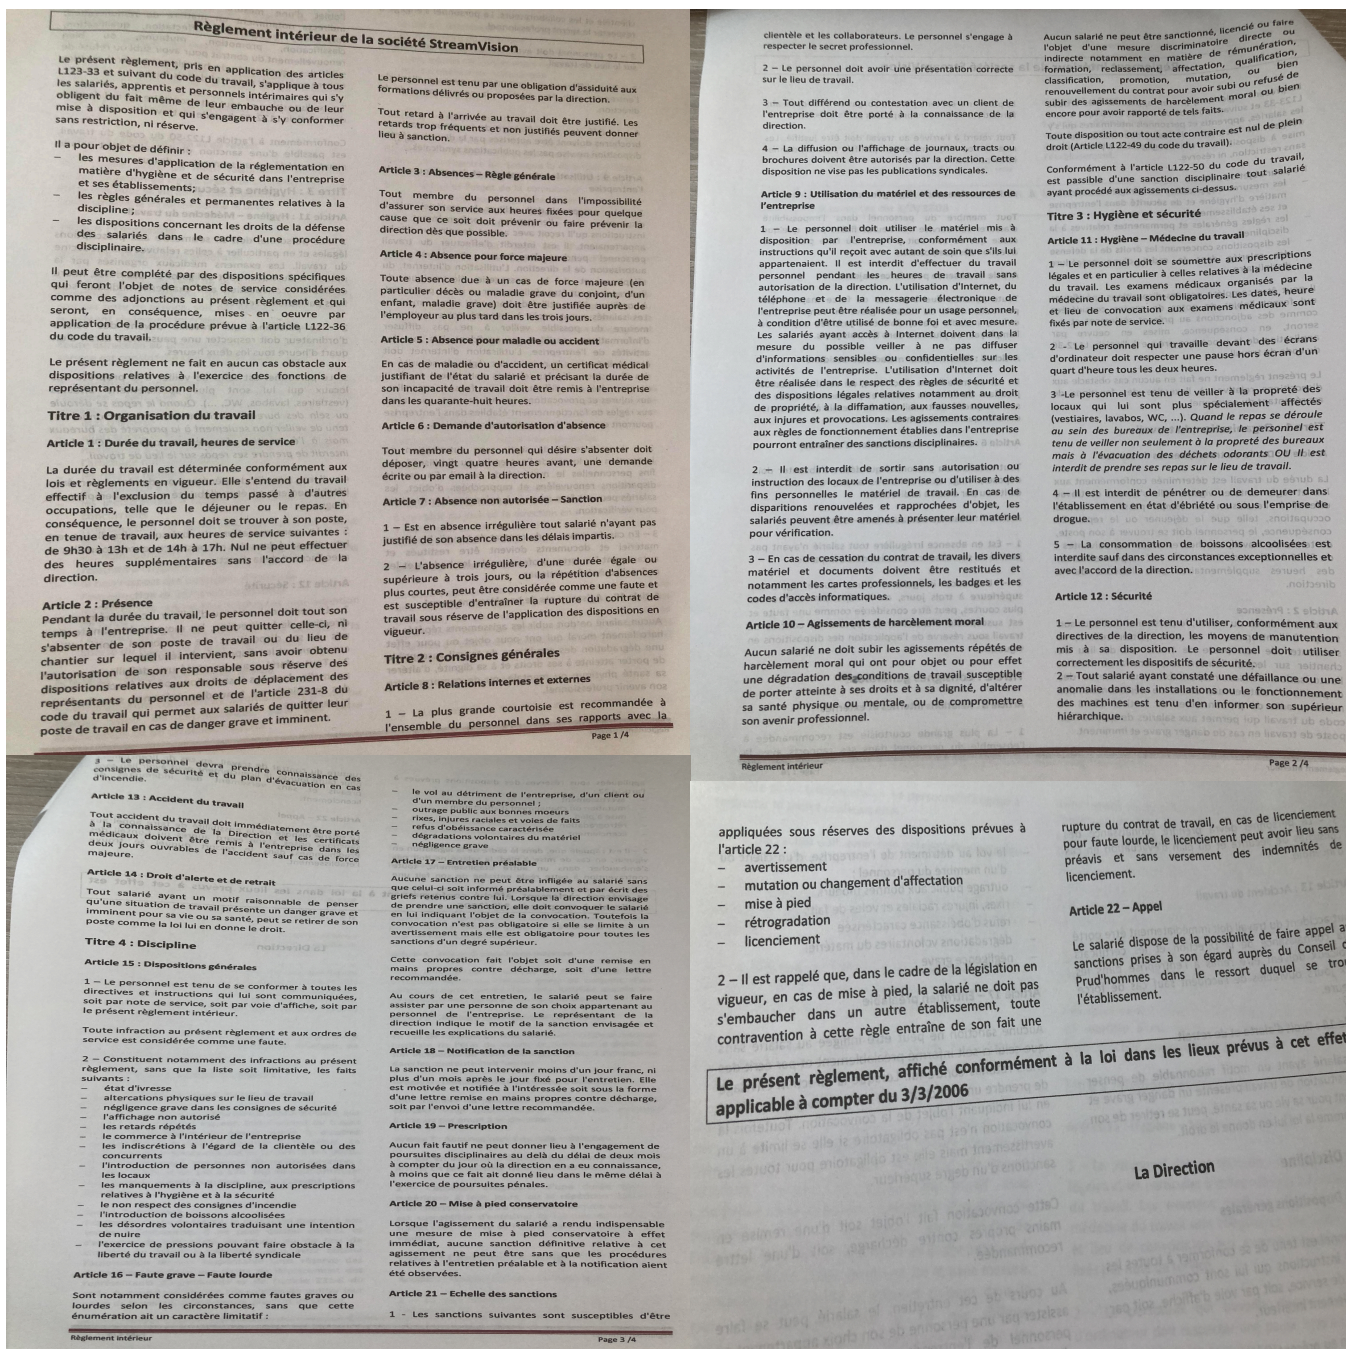 Règlement intérieur de la société StreamVision
Le présent règlement, pris en application des articles
L123-33 et suivant du code du travail, s'applique à tous
les salariés, apprentis et personnels intérimaires qui s'y
obligent du fait même de leur embauche ou de leur
mise à disposition et qui s'engagent à s'y conformer
sans restriction, ni réserve.
Il a pour objet de définir :
– les mesures d'application de la réglementation en
matière d'hygiène et de sécurité dans l'entreprise
et ses établissements;
– les règles générales et permanentes relatives à la
discipline ;
– les dispositions concernant les droits de la défense
des salariés dans le cadre d'une procédure
disciplinaire.
Il peut être complété par des dispositions spécifiques
qui feront l'objet de notes de service considérées
comme des adjonctions au présent règlement et qui
seront, en conséquence, mises en oeuvre par
application de la procédure prévue à l'article L122-36
du code du travail.
Le présent règlement ne fait en aucun cas obstacle aux
dispositions relatives à l'exercice des fonctions de
représentant du personnel.
Titre 1 : Organisation du travail
Article 1 : Durée du travail, heures de service
La durée du travail est déterminée conformément aux
lois et règlements en vigueur. Elle s'entend du travail
effectif à l'exclusion du temps passé à d'autres
occupations, telle que le déjeuner ou le repas. En
conséquence, le personnel doit se trouver à son poste,
en tenue de travail, aux heures de service suivantes :
de 9h30 à 13h et de 14h à 17h. Nul ne peut effectuer
des heures supplémentaires sans l'accord de la
direction.
Article 2 : Présence
Pendant la durée du travail, le personnel doit tout son
temps à l'entreprise. Il ne peut quitter celle-ci, ni
s'absenter de son poste de travail ou du lieu de
chantier sur lequel il intervient, sans avoir obtenu
l'autorisation de son responsable sous réserve des
dispositions relatives aux droits de déplacement des
représentants du personnel et de l'article 231-8 du
code du travail qui permet aux salariés de quitter leur
poste de travail en cas de danger grave et imminent.
Le personnel est tenu par une obligation d'assiduité aux
formations délivrés ou proposées par la direction.
Tout retard à l'arrivée au travail doit être justifié. Les
retards trop fréquents et non justifiés peuvent donner
lieu à sanction.
Article 3 : Absences – Règle générale
Tout membre du personnel dans l'impossibilité
d'assurer son service aux heures fixées pour quelque
cause que ce soit doit prévenir ou faire prévenir la
direction dès que possible.
Article 4 : Absence pour force majeure
Toute absence due à un cas de force majeure (en
particulier décès ou maladie grave du conjoint, d'un
enfant, maladie grave) doit être justifiée auprès de
l'employeur au plus tard dans les trois jours.
Article 5 : Absence pour maladie ou accident
En cas de maladie ou d'accident, un certificat médical
justifiant de l'état du salarié et précisant la durée de
son incapacité de travail doit être remis à l'entreprise
dans les quarante-huit heures.
Article 6 : Demande d'autorisation d'absence
Tout membre du personnel qui désire s'absenter doit
déposer, vingt quatre heures avant, une demande
écrite ou par email à la direction.
Article 7 : Absence non autorisée – Sanction
1 – Est en absence irrégulière tout salarié n'ayant pas
justifié de son absence dans les délais impartis.
2 – L'absence irrégulière, d'une durée égale ou
supérieure à trois jours, ou la répétition d'absences
plus courtes, peut être considérée comme une faute et
est susceptible d'entraîner la rupture du contrat de
travail sous réserve de l'application des dispositions en
vigueur.
Titre 2 : Consignes générales
Article 8 : Relations internes et externes
1 – La plus grande courtoisie est recommandée à
l'ensemble du personnel dans ses rapports avec la
Page 1 /4
clientèle et les collaborateurs. Le personnel s'engage à
respecter le secret professionnel.
2 – Le personnel doit avoir une présentation correcte
sur le lieu de travail.
3 – Tout différend ou contestation avec un client de
l'entreprise doit être porté à la connaissance de la
direction.
4 – La diffusion ou l'affichage de journaux, tracts ou
brochures doivent être autorisés par la direction. Cette
disposition ne vise pas les publications syndicales.
Article 9 : Utilisation du matériel et des ressources de
l'entreprise
1 – Le personnel doit utiliser le matériel mis à
disposition par l'entreprise, conformément aux
instructions qu'il reçoit avec autant de soin que s'ils lui
appartenaient. Il est interdit d'effectuer du travail
personnel pendant les heures de travail sans
autorisation de la direction. L'utilisation d'Internet, du
téléphone et de la messagerie électronique de
l'entreprise peut être réalisée pour un usage personnel,
à condition d'être utilisé de bonne foi et avec mesure.
Les salariés ayant accès à Internet doivent dans la
mesure du possible veiller à ne pas diffuser
d'informations sensibles ou confidentielles sur les
activités de l'entreprise. L'utilisation d'Internet doit
être réalisée dans le respect des règles de sécurité et
des dispositions légales relatives notamment au droit
de propriété, à la diffamation, aux fausses nouvelles,
aux injures et provocations. Les agissements contraires
aux règles de fonctionnement établies dans l'entreprise
pourront entraîner des sanctions disciplinaires.
2 – Il est interdit de sortir sans autorisation ou
instruction des locaux de l'entreprise ou d'utiliser à des
fins personnelles le matériel de travail. En cas de
disparitions renouvelées et rapprochées d'objet, les
salariés peuvent être amenés à présenter leur matériel
pour vérification.
3 – En cas de cessation du contrat de travail, les divers
matériel et documents doivent être restitués et
notamment les cartes professionnels, les badges et les
codes d'accès informatiques.
Article 10 – Agissements de harcèlement moral
Aucun salarié ne doit subir les agissements répétés de
harcèlement moral qui ont pour objet ou pour effet
une dégradation des conditions de travail susceptible
de porter atteinte à ses droits et à sa dignité, d'altérer
sa santé physique ou mentale, ou de compromettre
son avenir professionnel.
Aucun salarié ne peut être sanctionné, licencié ou faire
l'objet d'une mesure discriminatoire directe ou
indirecte notamment en matière de rémunération,
formation, reclassement, affectation, qualification,
classification, promotion, mutation, ou bien
renouvellement du contrat pour avoir subi ou refusé de
subir des agissements de harcèlement moral ou bien
encore pour avoir rapporté de tels faits.
Toute disposition ou tout acte contraire est nul de plein
droit (Article L122-49 du code du travail).
Conformément à l'article L122-50 du code du travail,
est passible d'une sanction disciplinaire tout salarié
ayant procédé aux agissements ci-dessus.
Titre 3 : Hygiène et sécurité
Article 11 : Hygiène – Médecine du travail
1 – Le personnel doit se soumettre aux prescriptions
légales et en particulier à celles relatives à la médecine
du travail. Les examens médicaux organisés par la
médecine du travail sont obligatoires. Les dates, heure
et lieu de convocation aux examens médicaux sont
fixés par note de service.
2 - Le personnel qui travaille devant des écrans
d'ordinateur doit respecter une pause hors écran d'un
quart d'heure tous les deux heures.
3 -Le personnel est tenu de veiller à la propreté des
locaux qui lui sont plus spécialement affectés
(vestiaires, lavabos, WC, ...). Quand le repas se déroule
au sein des bureaux de l'entreprise, le personnel est
tenu de veiller non seulement à la propreté des bureaux
mais à l'évacuation des déchets odorants OU Il est
interdit de prendre ses repas sur le lieu de travail.
4 – Il est interdit de pénétrer ou de demeurer dans
l'établissement en état d'ébriété ou sous l'emprise de
drogue.
5 – La consommation de boissons alcoolisées est
interdite sauf dans des circonstances exceptionnelles et
avec l'accord de la direction.
Article 12 : Sécurité
1 – Le personnel est tenu d'utiliser, conformément aux
directives de la direction, les moyens de manutention
mis à sa disposition. Le personnel doit utiliser
correctement les dispositifs de sécurité.
2 – Tout salarié ayant constaté une défaillance ou une
anomalie dans les installations ou le fonctionnement
des machines est tenu d'en informer son supérieur
hiérarchique.
Règlement intérieur
Page 2 /4
3 – Le personnel devra prendre connaissance des
consignes de sécurité et du plan d'évacuation en cas
d'incendie.
Article 13 : Accident du travail
Tout accident du travail doit immédiatement être porté
à la connaissance de la Direction et les certificats
médicaux doivent être remis à l'entreprise dans les
deux jours ouvrables de l'accident sauf cas de force
majeure.
Article 14 : Droit d'alerte et de retrait
Tout salarié ayant un motif raisonnable de penser
qu'une situation de travail présente un danger grave et
imminent pour sa vie ou sa santé, peut se retirer de son
poste comme la loi lui en donne le droit.
Titre 4 : Discipline
Article 15 : Dispositions générales
1 – Le personnel est tenu de se conformer à toutes les
directives et instructions qui lui sont communiquées,
soit par note de service, soit par voie d'affiche, soit par
le présent règlement intérieur.
Toute infraction au présent règlement et aux ordres de
service est considérée comme une faute.
2 – Constituent notamment des infractions au présent
règlement, sans que la liste soit limitative, les faits
suivants :
– état d'ivresse
– altercations physiques sur le lieu de travail
– négligence grave dans les consignes de sécurité
– l'affichage non autorisé
– les retards répétés
– le commerce à l'intérieur de l'entreprise
– les indiscrétions à l'égard de la clientèle ou des
concurrents
– l'introduction de personnes non autorisées dans
les locaux
– les manquements à la discipline, aux prescriptions
relatives à l'hygiène et à la sécurité
– le non respect des consignes d'incendie
– l'introduction de boissons alcoolisées
– les désordres volontaires traduisant une intention
de nuire
– l'exercice de pressions pouvant faire obstacle à la
liberté du travail ou à la liberté syndicale
Article 16 – Faute grave – Faute lourde
Sont notamment considérées comme fautes graves ou
lourdes selon les circonstances, sans que cette
énumération ait un caractère limitatif :
– le vol au détriment de l'entreprise, d'un client ou
d'un membre du personnel ;
– outrage public aux bonnes moeurs
– rixes, injures raciales et voies de faits
– refus d'obéissance caractérisée
– dégradations volontaires du matériel
– négligence grave
Article 17 – Entretien préalable
Aucune sanction ne peut être infligée au salarié sans
que celui-ci soit informé préalablement et par écrit des
griefs retenus contre lui. Lorsque la direction envisage
de prendre une sanction, elle doit convoquer le salarié
en lui indiquant l'objet de la convocation. Toutefois la
convocation n'est pas obligatoire si elle se limite à un
avertissement mais elle est obligatoire pour toutes les
sanctions d'un degré supérieur.
Cette convocation fait l'objet soit d'une remise en
mains propres contre décharge, soit d'une lettre
recommandée.
Au cours de cet entretien, le salarié peut se faire
assister par une personne de son choix appartenant au
personnel de l'entreprise. Le représentant de la
direction indique le motif de la sanction envisagée et
recueille les explications du salarié.
Article 18 – Notification de la sanction
La sanction ne peut intervenir moins d'un jour franc, ni
plus d'un mois après le jour fixé pour l'entretien. Elle
est motivée et notifiée à l'intéressée soit sous la forme
d'une lettre remise en mains propres contre décharge,
soit par l'envoi d'une lettre recommandée.
Article 19 – Prescription
Aucun fait fautif ne peut donner lieu à l'engagement de
poursuites disciplinaires au delà du délai de deux mois
à compter du jour où la direction en a eu connaissance,
à moins que ce fait ait donné lieu dans le même délai à
l'exercice de poursuites pénales.
Article 20 – Mise à pied conservatoire
Lorsque l'agissement du salarié a rendu indispensable
une mesure de mise à pied conservatoire à effet
immédiat, aucune sanction définitive relative à cet
agissement ne peut être sans que les procédures
relatives à l'entretien préalable et à la notification aient
été observées.
Article 21 – Echelle des sanctions
1 - Les sanctions suivantes sont susceptibles d'être
Règlement intérieur
Page 3 /4
appliquées sous réserves des dispositions prévues à
l'article 22 :
– avertissement
– mutation ou changement d'affectation
– mise à pied
– rétrogradation
– licenciement
2 – Il est rappelé que, dans le cadre de la législation en
vigueur, en cas de mise à pied, la salarié ne doit pas
s'embaucher dans un autre établissement, toute
contravention à cette règle entraîne de son fait une
rupture du contrat de travail, en cas de licenciement
pour faute lourde, le licenciement peut avoir lieu sans
préavis et sans versement des indemnités de
licenciement.
Article 22 – Appel
Le salarié dispose de la possibilité de faire appel a
sanctions prises à son égard auprès du Conseil
Prud'hommes dans le ressort duquel se tro
l'établissement.
Le présent règlement, affiché conformément à la loi dans les lieux prévus à cet effet
applicable à compter du 3/3/2006
La Direction